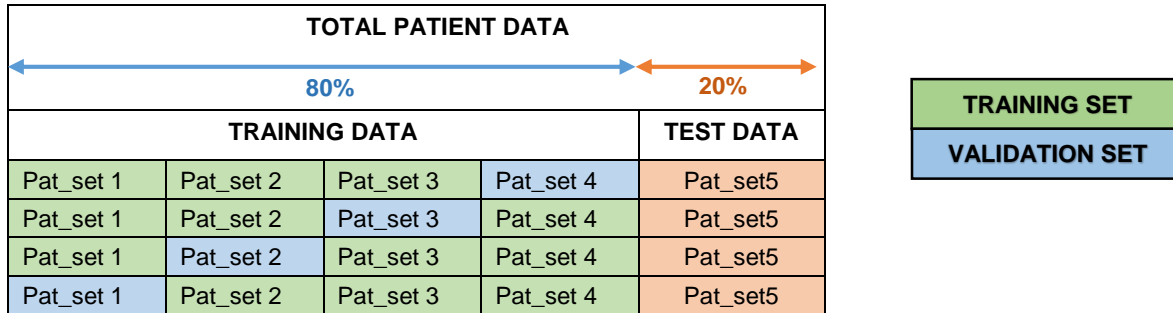 TOTAL PATIENT DATA
80% 20%
TRAINING DATA TEST DATA
Pat_set 1 Pat_set 2 Pat_set 3 Pat_set 4 Pat_set5
Pat_set 1 Pat_set 2 Pat_set 3 Pat_set 4 Pat_set5
Pat_set 1 Pat_set 2 Pat_set 3 Pat_set 4 Pat_set5
Pat_set 1 Pat_set 2 Pat_set 3 Pat_set 4 Pat_set5
TRAINING SET
VALIDATION SET